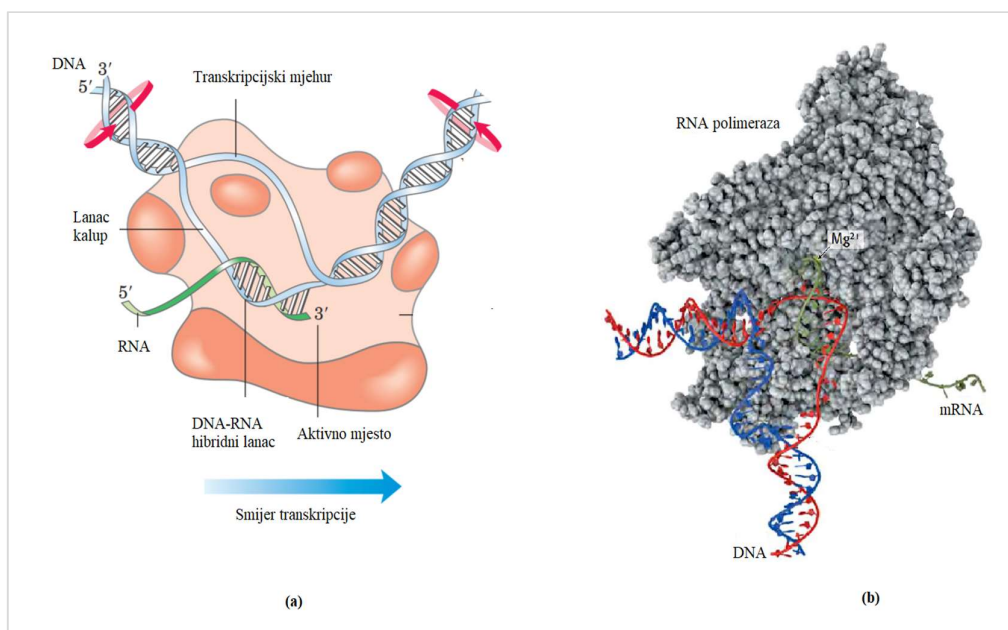 DNA
3′
5′
Transkripcijski mjehur
Lanac
kalup
5′
RNA
3′
DNA-RNA
hibridni lanac
Aktivno mjesto
Smijer transkripcije
(a)
RNA polimeraza
Mg²⁺
mRNA
DNA
(b)